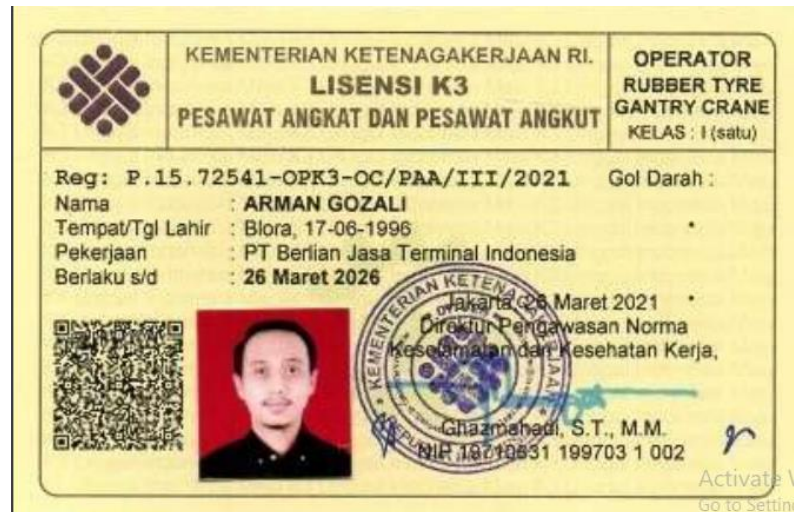 KEMENTERIAN KETENAGAKERJAAN RI.
LISENSI K3
PESAWAT ANGKAT DAN PESAWAT ANGKUT
OPERATOR
RUBBER TYRE
GANTRY CRANE
KELAS : I (satu)
Reg: P.15.72541-OPK3-OC/PAA/III/2021
Gol Darah :
Nama : ARMAN GOZALI
Tempat/Tgl Lahir : Blora, 17-06-1996
Pekerjaan : PT Berlian Jasa Terminal Indonesia
Berlaku s/d : 26 Maret 2026
Jakarta, 26 Maret 2021
Direktur Pengawasan Norma
Keselamatan dan Kesehatan Kerja,
Ghazmahadi, S.T., M.M.
NIP 19710531 199703 1 002
KEMENTERIAN KETENAGA
Activate
Go to Settin